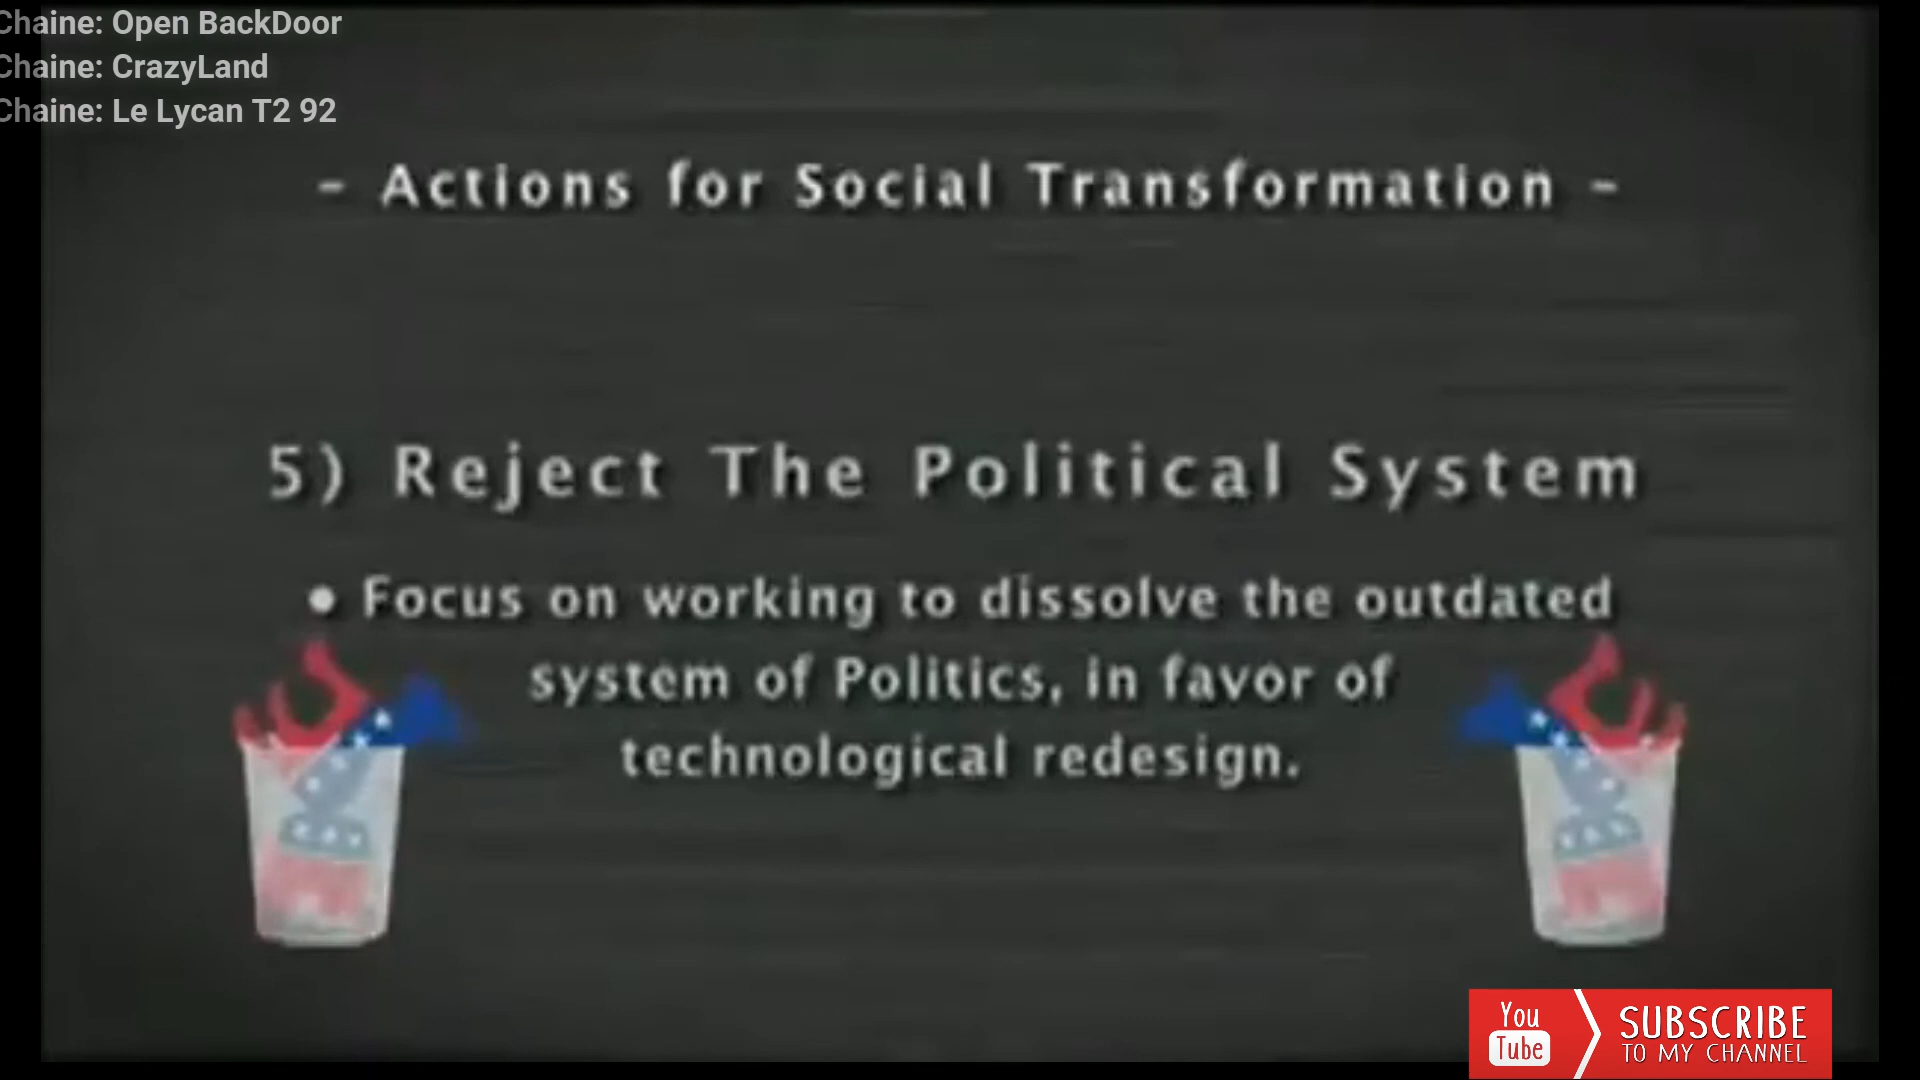 Chaine: Open BackDoor
Chaine: CrazyLand
Chaine: Le Lycan T2 92
- Actions for Social Transformation -
5) Reject The Political System
• Focus on working to dissolve the outdated
system of Politics, in favor of
technological redesign.
You
Tube
SUBSCRIBE
TO MY CHANNEL